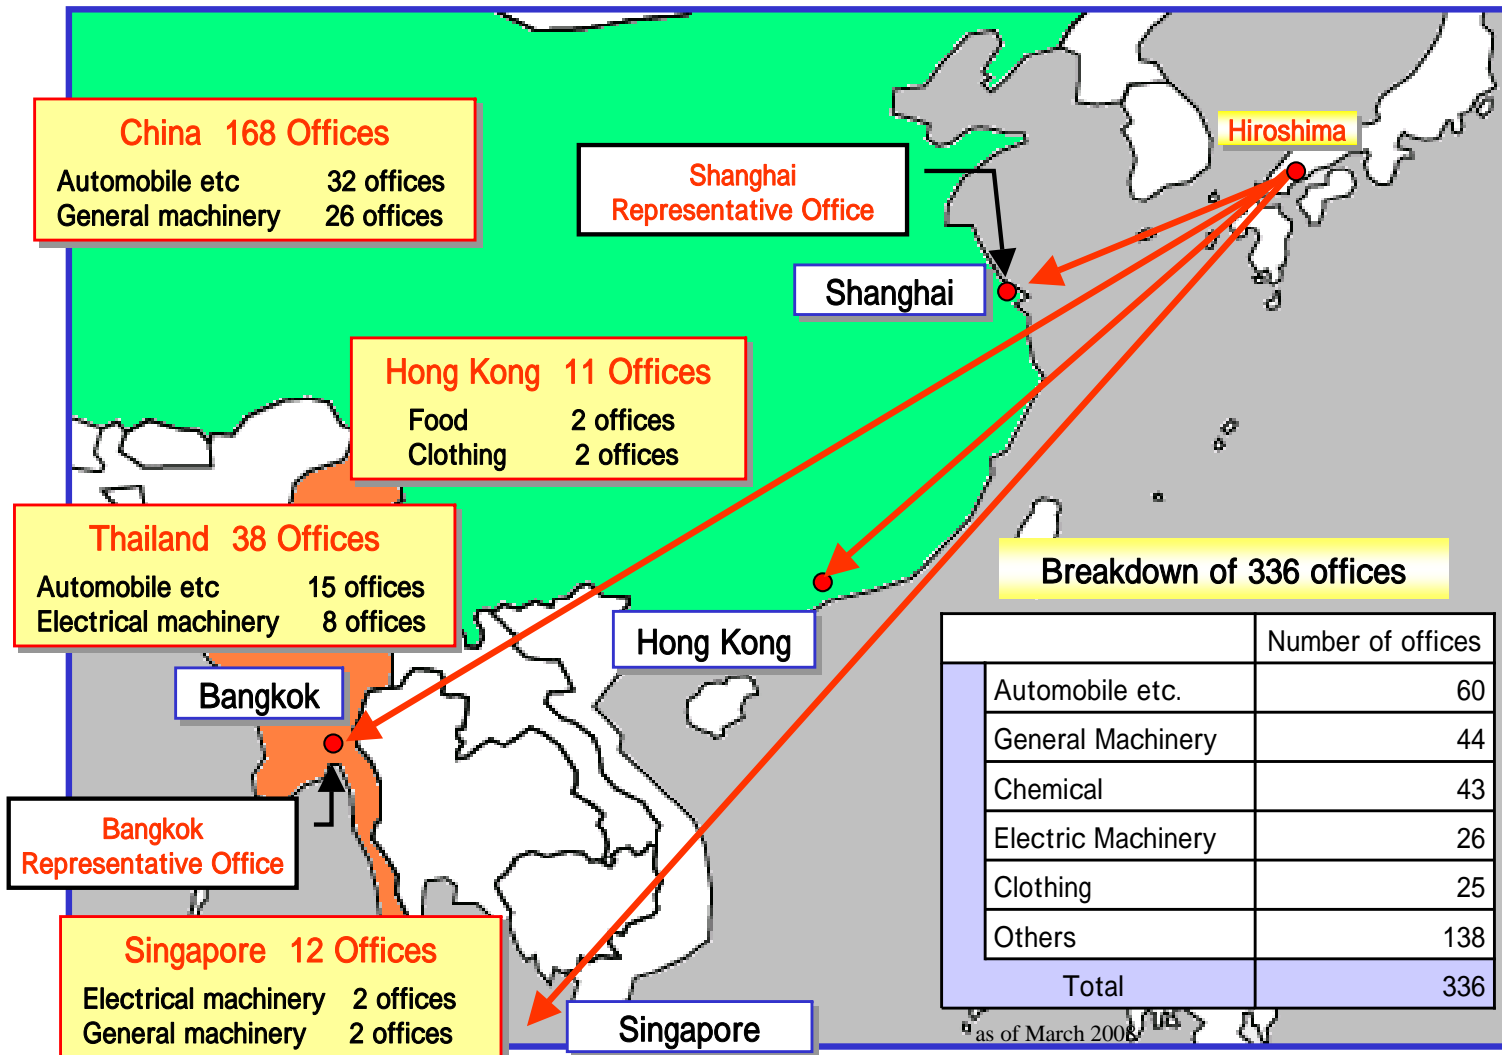 China 168 Offices
Automobile etc 32 offices
General machinery 26 offices
Shanghai
Representative Office
Hiroshima
Shanghai
Hong Kong 11 Offices
Food 2 offices
Clothing 2 offices
Thailand 38 Offices
Automobile etc 15 offices
Electrical machinery 8 offices
Hong Kong
Bangkok
Bangkok
Representative Office
Singapore 12 Offices
Electrical machinery 2 offices
General machinery 2 offices
Singapore
Breakdown of 336 offices
Number of offices
Automobile etc. 60
General Machinery 44
Chemical 43
Electric Machinery 26
Clothing 25
Others 138
Total 336
as of March 2008